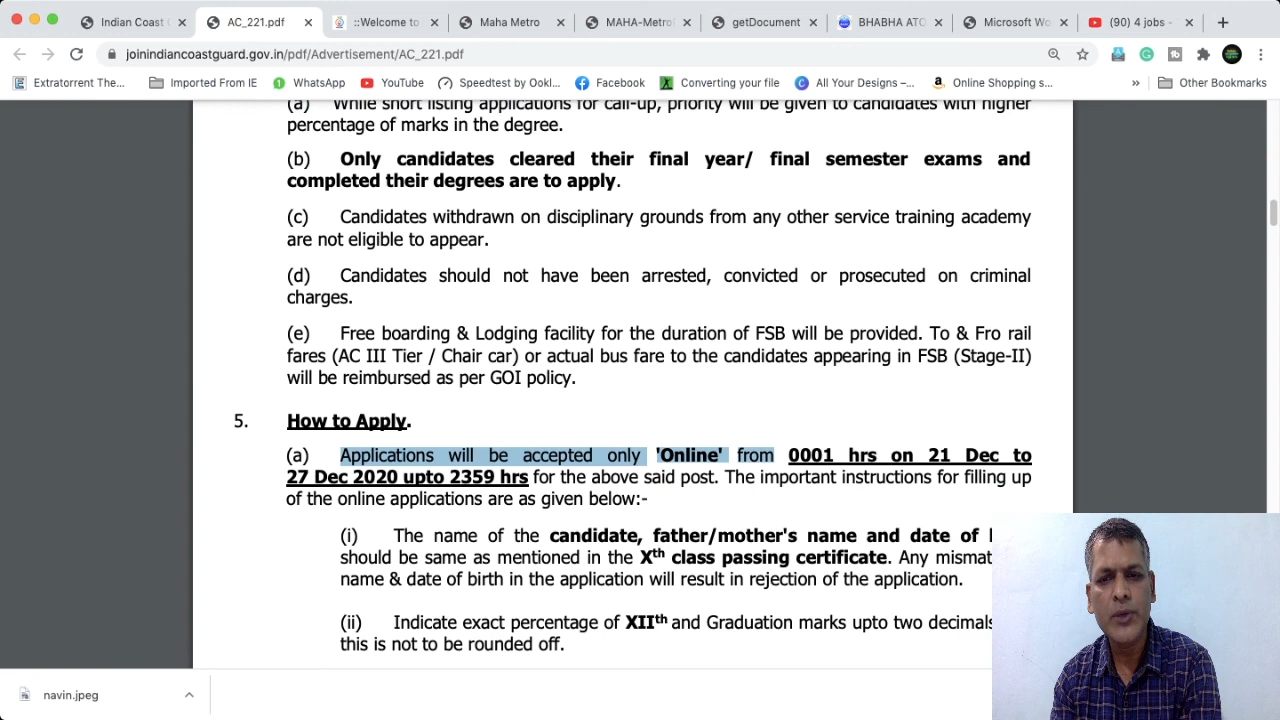 Indian Coast
AC_221.pdf
::Welcome to
Maha Metro
MAHA-Metro
getDocument
BHABHA ATO
Microsoft Wo
(90) 4 jobs -
joinindiancoastguard.gov.in/pdf/Advertisement/AC_221.pdf
Extratorrent The...
Imported From IE
WhatsApp
YouTube
Speedtest by Ookl...
Facebook
Converting your file
All Your Designs –...
Online Shopping s...
»
Other Bookmarks
(a) While short listing applications for call-up, priority will be given to candidates with higher
percentage of marks in the degree.
(b) Only candidates cleared their final year/ final semester exams and
completed their degrees are to apply.
(c) Candidates withdrawn on disciplinary grounds from any other service training academy
are not eligible to appear.
(d) Candidates should not have been arrested, convicted or prosecuted on criminal
charges.
(e) Free boarding & Lodging facility for the duration of FSB will be provided. To & Fro rail
fares (AC III Tier / Chair car) or actual bus fare to the candidates appearing in FSB (Stage-II)
will be reimbursed as per GOI policy.
5. How to Apply.
(a) Applications will be accepted only 'Online' from 0001 hrs on 21 Dec to
27 Dec 2020 upto 2359 hrs for the above said post. The important instructions for filling up
of the online applications are as given below:-
(i) The name of the candidate, father/mother's name and date of
should be same as mentioned in the Xth class passing certificate. Any mismat
name & date of birth in the application will result in rejection of the application.
(ii) Indicate exact percentage of XIIth and Graduation marks upto two decimals
this is not to be rounded off.
navin.jpeg